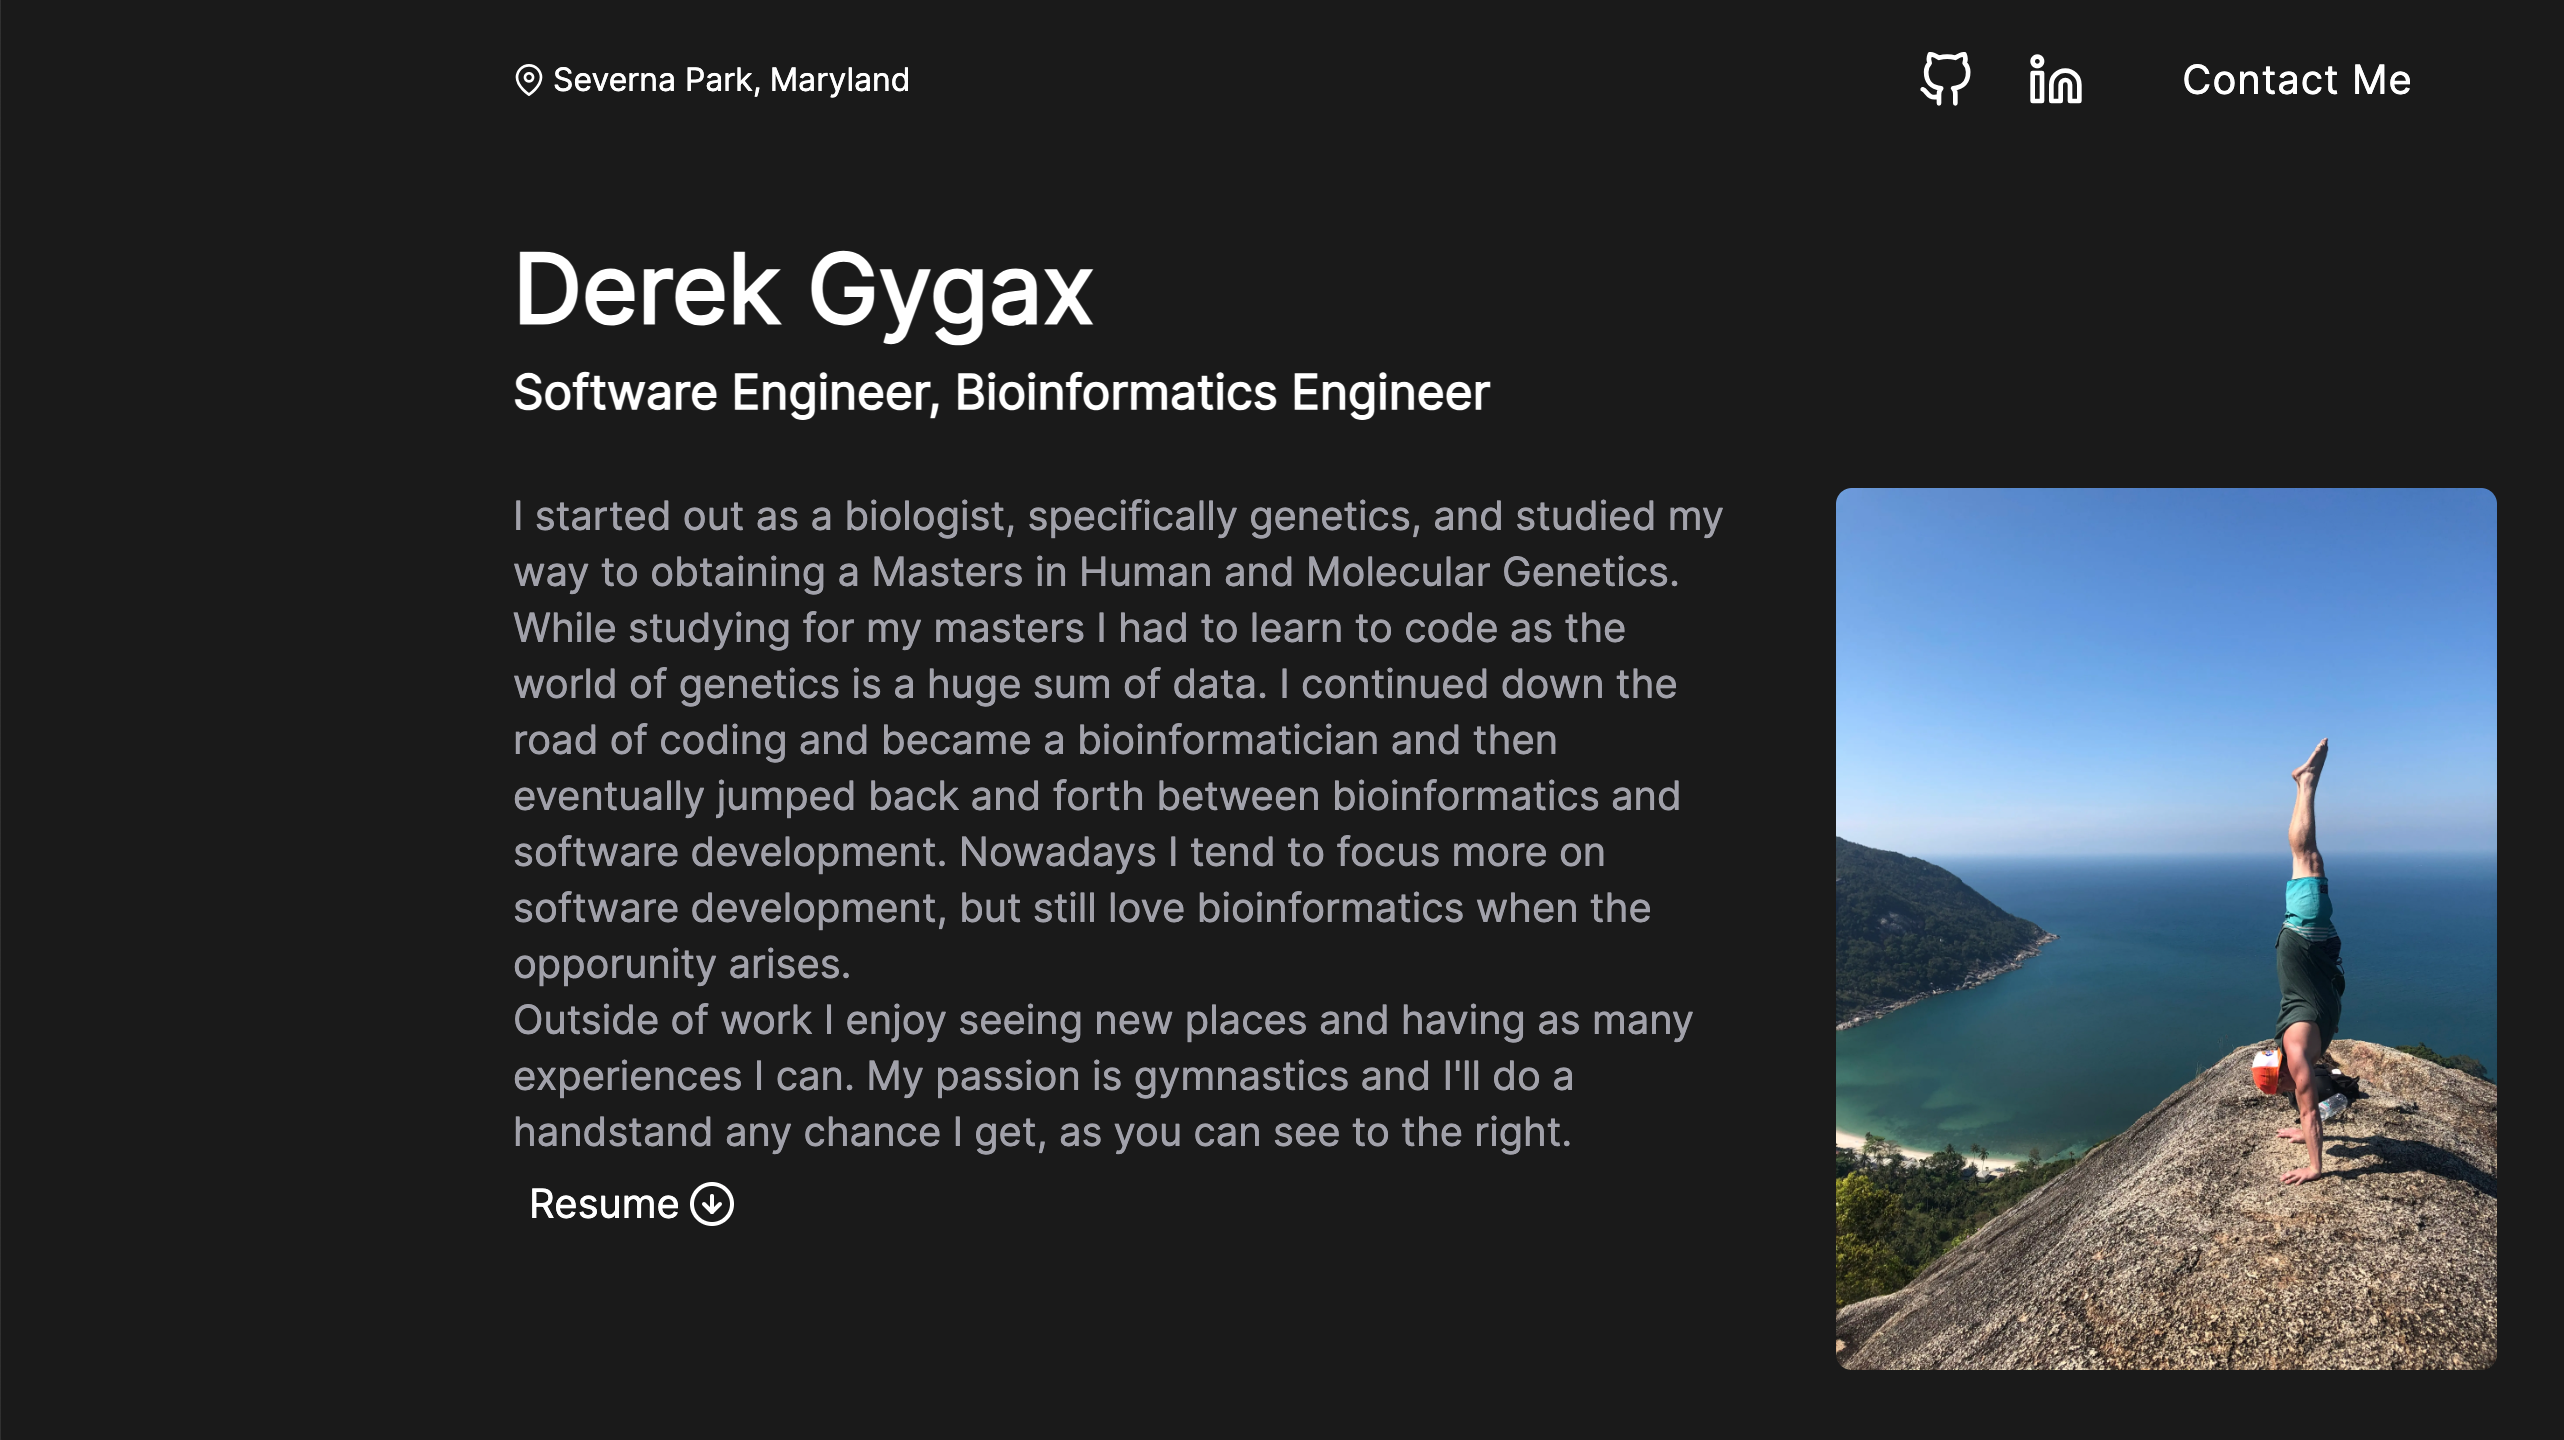 Severna Park, Maryland
Contact Me
Derek Gygax
Software Engineer, Bioinformatics Engineer
I started out as a biologist, specifically genetics, and studied my
way to obtaining a Masters in Human and Molecular Genetics.
While studying for my masters I had to learn to code as the
world of genetics is a huge sum of data. I continued down the
road of coding and became a bioinformatician and then
eventually jumped back and forth between bioinformatics and
software development. Nowadays I tend to focus more on
software development, but still love bioinformatics when the
opporunity arises.
Outside of work I enjoy seeing new places and having as many
experiences I can. My passion is gymnastics and I'll do a
handstand any chance I get, as you can see to the right.
Resume